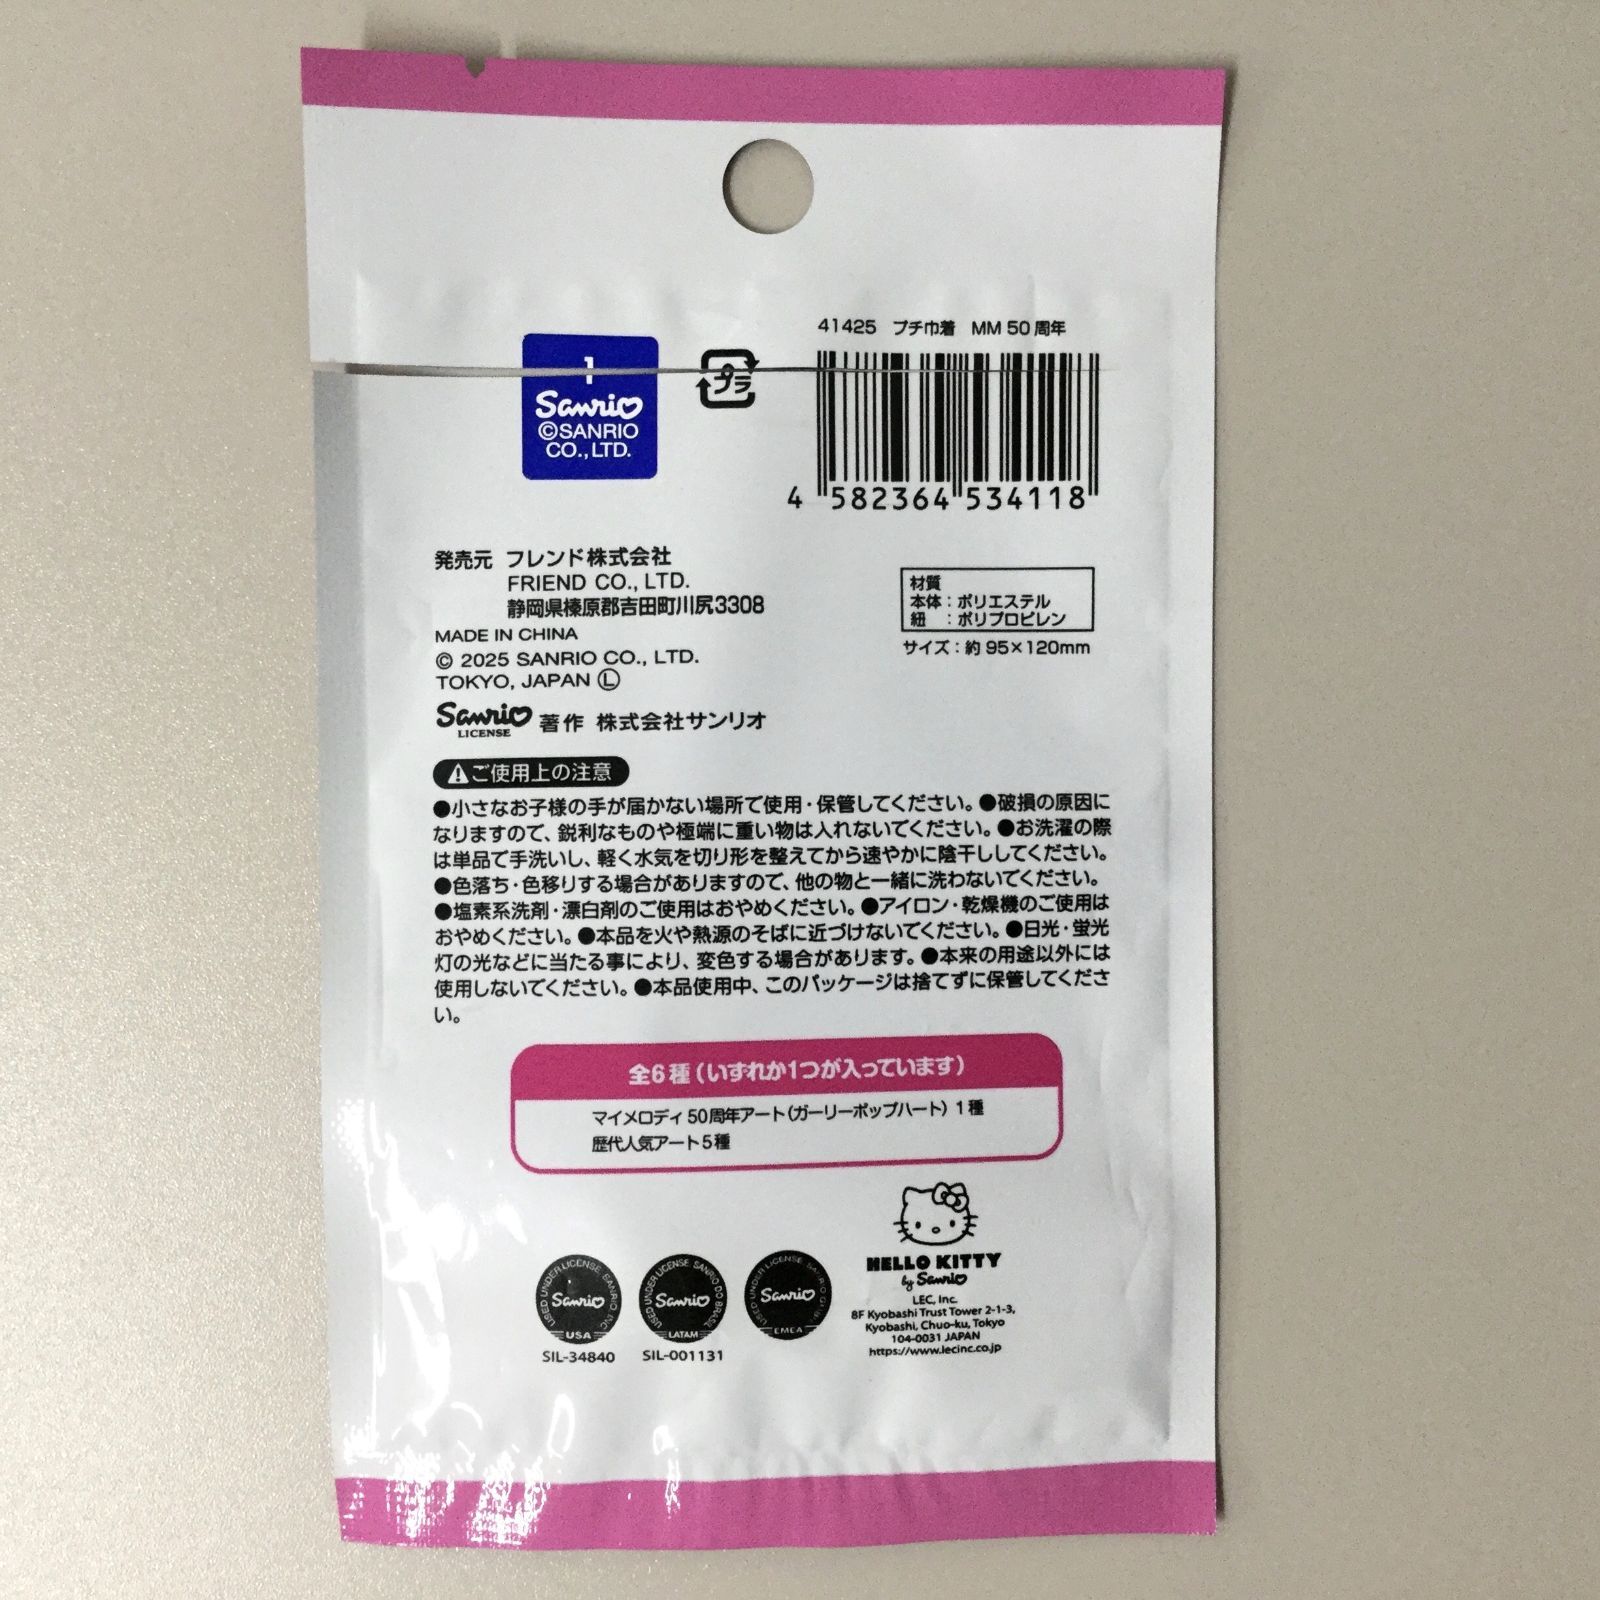 41425 プチ巾着 MM 50周年
1
Sanrio
©SANRIO
CO.,LTD.
プラ
4 582364 534118
発売元 フレンド株式会社
FRIEND CO., LTD.
静岡県榛原郡吉田町川尻3308
MADE IN CHINA
© 2025 SANRIO CO., LTD.
TOKYO, JAPAN Ⓛ
Sanrio
LICENSE
著作 株式会社サンリオ
材質
本体：ポリエステル
紐 ：ポリプロピレン
サイズ：約95×120mm
ご使用上の注意
●小さなお子様の手が届かない場所で使用・保管してください。●破損の原因に
なりますので、鋭利なものや極端に重い物は入れないでください。●お洗濯の際
は単品で手洗いし、軽く水気を切り形を整えてから速やかに陰干ししてください。
●色落ち・色移りする場合がありますので、他の物と一緒に洗わないでください。
●塩素系洗剤・漂白剤のご使用はおやめください。●アイロン・乾燥機のご使用は
おやめください。●本品を火や熱源のそばに近づけないでください。●日光・蛍光
灯の光などに当たる事により、変色する場合があります。●本来の用途以外には
使用しないでください。●本品使用中、このパッケージは捨てずに保管してくださ
い。
全6種（いずれか1つが入っています）
マイメロディ50周年アート（ガーリーポップハート）1種
歴代人気アート5種
USED UNDER LICENSE SANRIO INC
Sanrio
USA
SIL-34840
USED UNDER LICENSE SANRIO DO BRASIL
Sanrio
LATAM
SIL-001131
USED UNDER LICENSE SANRIO GMBH
Sanrio
EMEA
HELLO KITTY
by Sanrio
LEC, Inc.
8F Kyobashi Trust Tower 2-1-3,
Kyobashi, Chuo-ku, Tokyo
104-0031 JAPAN
https://www.lecinc.co.jp